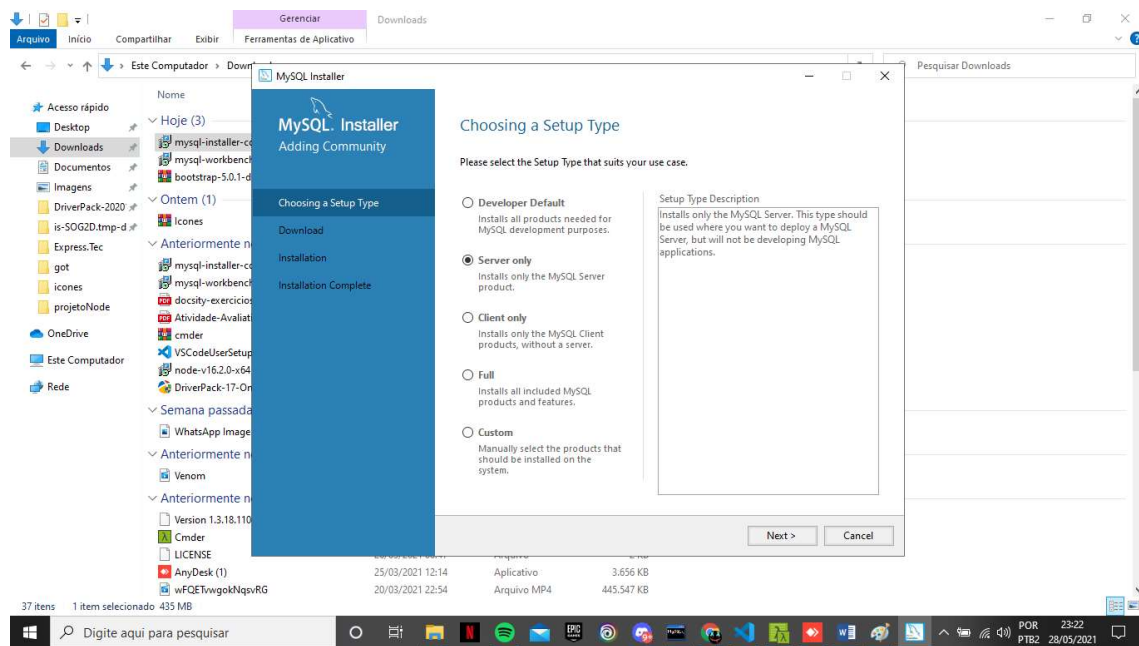 Gerenciar
Downloads
Arquivo
Início
Compartilhar
Exibir
Ferramentas de Aplicativo
Este Computador
Pesquisar Downloads
Acesso rápido
Desktop
Downloads
Documentos
Imagens
DriverPack-2020
is-SOG2D.tmp-d
Express.Tec
got
icones
projetoNode
OneDrive
Este Computador
Rede
Nome
Hoje (3)
mysql-installer-co
mysql-workbench
bootstrap-5.0.1-d
Ontem (1)
Icones
Anteriormente n
mysql-installer-co
mysql-workbench
docsity-exercicios
Atividade-Avaliat
cmder
VSCodeUserSetup
node-v16.2.0-x64
DriverPack-17-On
Semana passada
WhatsApp Image
Anteriormente n
Venom
Anteriormente n
Version 1.3.18.110
Cmder
LICENSE
AnyDesk (1)
25/03/2021 12:14
Aplicativo
3.656 KB
wFQETvwgokNqsvRG
20/03/2021 22:54
Arquivo MP4
445.547 KB
MySQL Installer
MySQL. Installer
Adding Community
Choosing a Setup Type
Download
Installation
Installation Complete
Choosing a Setup Type
Please select the Setup Type that suits your use case.
Developer Default
Installs all products needed for
MySQL development purposes.
Server only
Installs only the MySQL Server
product.
Client only
Installs only the MySQL Client
products, without a server.
Full
Installs all included MySQL
products and features.
Custom
Manually select the products that
should be installed on the
system.
Setup Type Description
Installs only the MySQL Server. This type should
be used where you want to deploy a MySQL
Server, but will not be developing MySQL
applications.
Next >
Cancel
37 itens
1 item selecionado 435 MB
Digite aqui para pesquisar
EPIC
POR
PTB2
23:22
28/05/2021